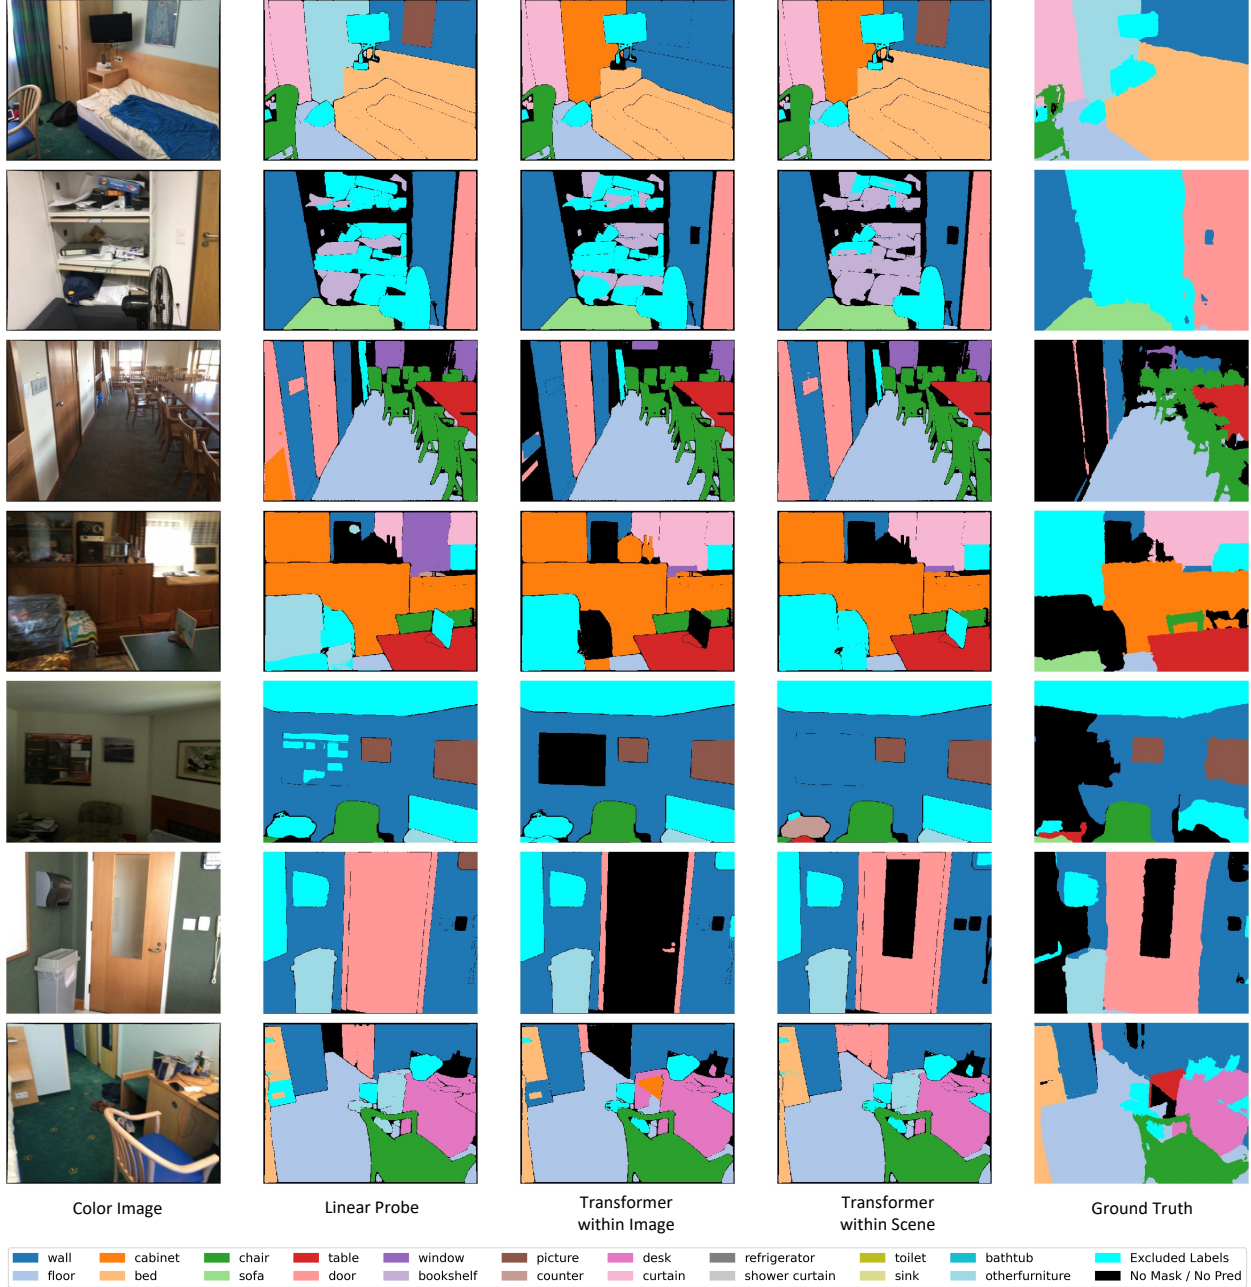 Color Image
Linear Probe
Transformer
within Image
Transformer
within Scene
Ground Truth
wall cabinet chair table window picture desk refrigerator toilet bathtub Excluded Labels
floor bed sofa door bookshelf counter curtain shower curtain sink otherfurniture No Mask / No Pred